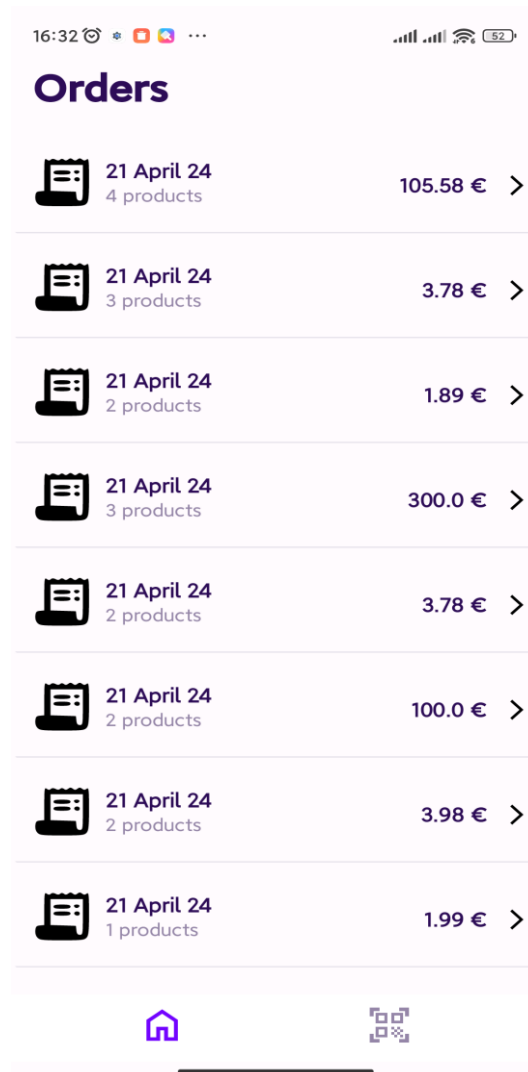 16:32
52
Orders
21 April 24
4 products
105.58 €
21 April 24
3 products
3.78 €
21 April 24
2 products
1.89 €
21 April 24
3 products
300.0 €
21 April 24
2 products
3.78 €
21 April 24
2 products
100.0 €
21 April 24
2 products
3.98 €
21 April 24
1 products
1.99 €